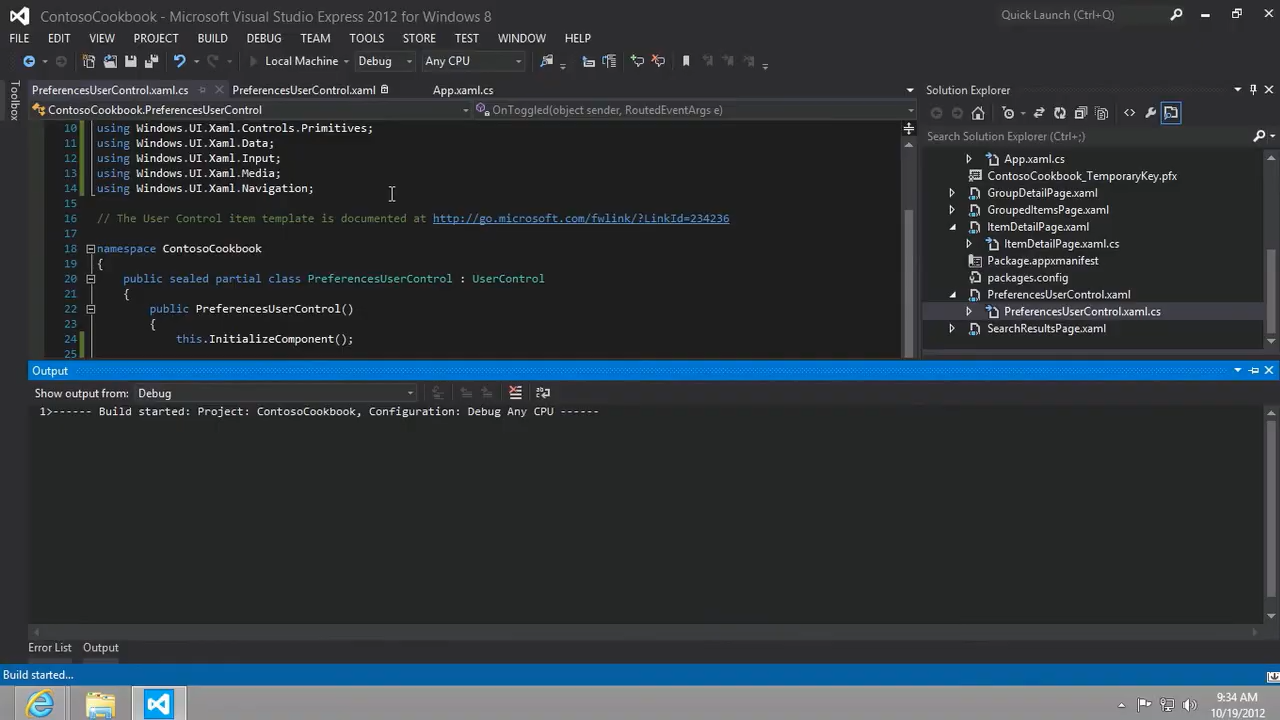 ContosoCookbook - Microsoft Visual Studio Express 2012 for Windows 8
Quick Launch (Ctrl+Q)
FILE EDIT VIEW PROJECT BUILD DEBUG TEAM TOOLS STORE TEST WINDOW HELP
Local Machine Debug Any CPU
Toolbox
PreferencesUserControl.xaml.cs PreferencesUserControl.xaml App.xaml.cs
ContosoCookbook.PreferencesUserControl OnToggled(object sender, RoutedEventArgs e)
10 using Windows.UI.Xaml.Controls.Primitives;
11 using Windows.UI.Xaml.Data;
12 using Windows.UI.Xaml.Input;
13 using Windows.UI.Xaml.Media;
14 using Windows.UI.Xaml.Navigation;
15
16 // The User Control item template is documented at http://go.microsoft.com/fwlink/?LinkId=234236
17
18 namespace ContosoCookbook
19 {
20 public sealed partial class PreferencesUserControl : UserControl
21 {
22 public PreferencesUserControl()
23 {
24 this.InitializeComponent();
25
Solution Explorer
Search Solution Explorer (Ctrl+;)
App.xaml.cs
ContosoCookbook_TemporaryKey.pfx
GroupDetailPage.xaml
GroupedItemsPage.xaml
ItemDetailPage.xaml
ItemDetailPage.xaml.cs
Package.appxmanifest
packages.config
PreferencesUserControl.xaml
PreferencesUserControl.xaml.cs
SearchResultsPage.xaml
Output
Show output from: Debug
1>------ Build started: Project: ContosoCookbook, Configuration: Debug Any CPU ------
Error List Output
Build started...
9:34 AM
10/19/2012